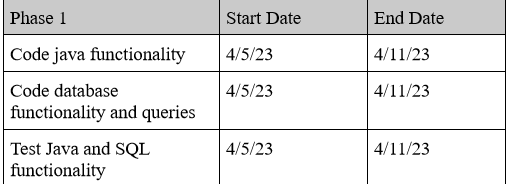 Phase 1 Start Date End Date
Code java functionality 4/5/23 4/11/23
Code database 4/5/23 4/11/23
functionality and queries
Test Java and SQL 4/5/23 4/11/23
functionality